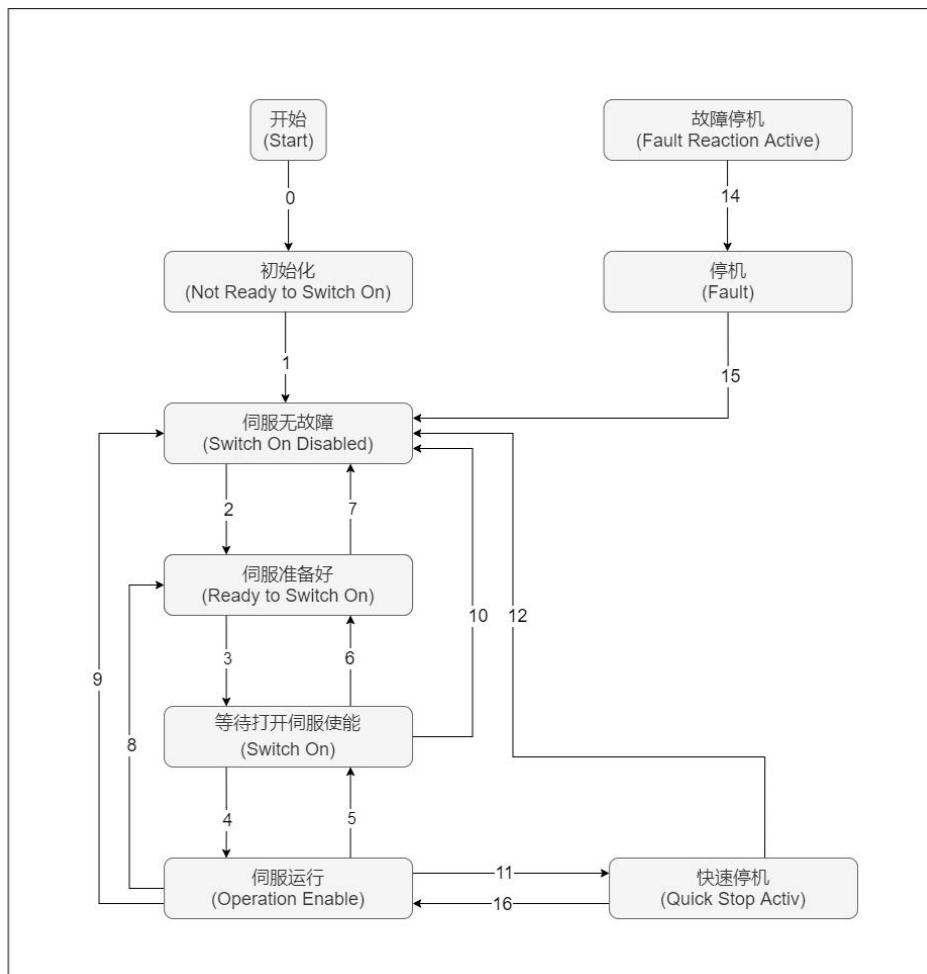 开始
(Start)
故障停机
(Fault Reaction Active)
0
14
初始化
(Not Ready to Switch On)
停机
(Fault)
1
15
伺服无故障
(Switch On Disabled)
2
7
伺服准备好
(Ready to Switch On)
10
12
3
6
9
等待打开伺服使能
(Switch On)
8
4
5
伺服运行
(Operation Enable)
11
16
快速停机
(Quick Stop Activ)